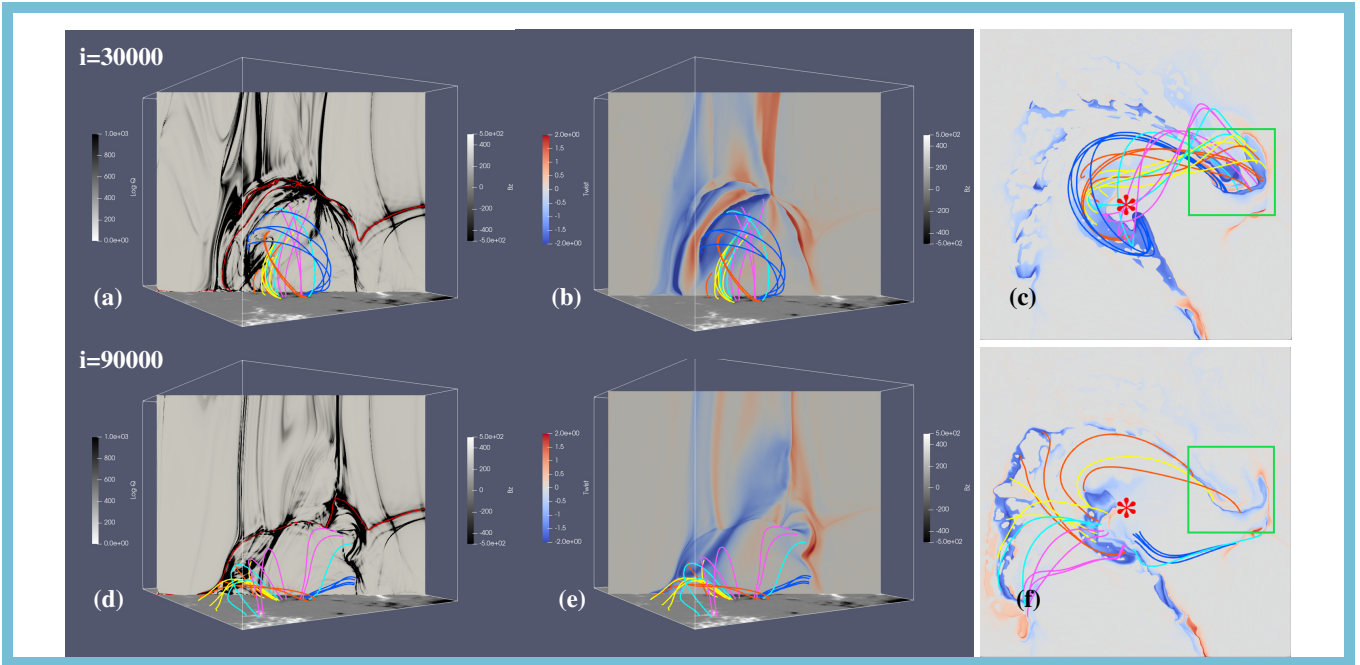 i=30000
1.0e+03
800
600
400
200
0.0e+00
Log Q
5.0e+02
400
200
0
-200
-400
-5.0e+02
Bz
(a)
2.0e+00
1.5
1
0.5
0
-0.5
-1
-1.5
-2.0e+00
Twist
5.0e+02
400
200
0
-200
-400
-5.0e+02
Bz
(b)
*
(c)
i=90000
1.0e+03
800
600
400
200
0.0e+00
Log Q
5.0e+02
400
200
0
-200
-400
-5.0e+02
Bz
(d)
2.0e+00
1.5
1
0.5
0
-0.5
-1
-1.5
-2.0e+00
Twist
5.0e+02
400
200
0
-200
-400
-5.0e+02
Bz
(e)
*
(f)